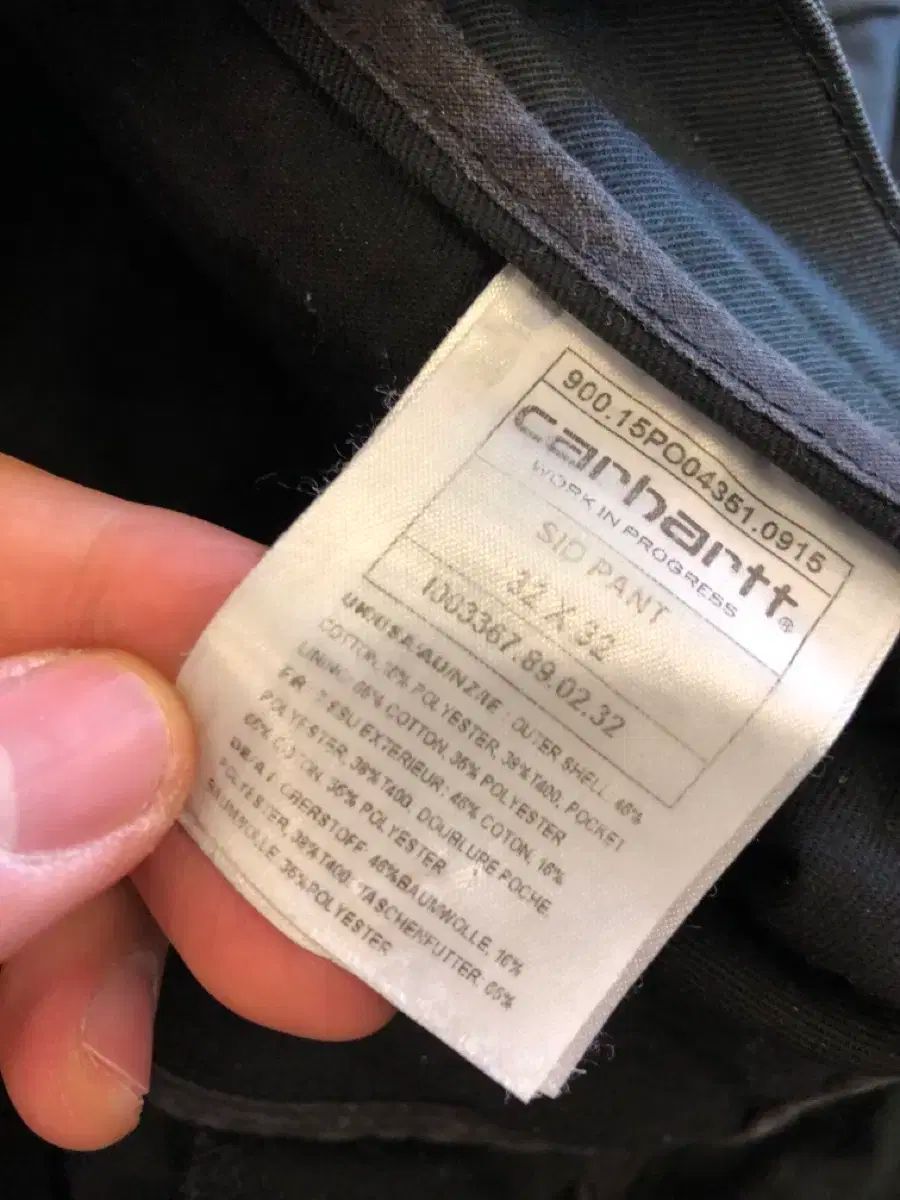 900.15PO04351.0915
carhartt®
WORK IN PROGRESS
SID PANT
32 X 32
I003367.89.02.32
UK/USA/AU/NZ/IE: OUTER SHELL: 46%
COTTON, 16% POLYESTER, 38%T400, POCKET
LINING: 65% COTTON, 35% POLYESTER
FR: TISSU EXTERIEUR: 46% COTON, 16%
POLYESTER, 38%T400, DOUBLURE POCHE:
65% COTON, 35% POLYESTER
DE/AT: OBERSTOFF: 46%BAUMWOLLE, 16%
POLYESTER, 38%T400, TASCHENFUTTER: 65%
BAUMWOLLE, 35%POLYESTER